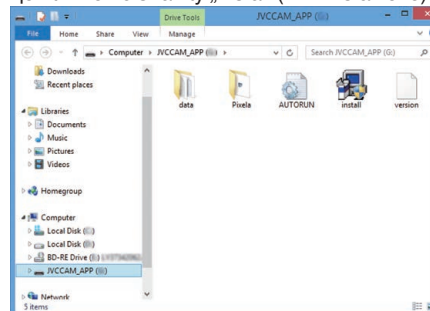 Drive Tools
JVCCAM_APP
File
Home
Share
View
Manage
Computer
JVCCAM_APP
Search JVCCAM_APP (G:)
Downloads
Recent places
Libraries
Documents
Music
Pictures
Videos
Homegroup
Computer
Local Disk
Local Disk
BD-RE Drive
JVCCAM_APP
Network
data
Pixela
AUTORUN
install
version
5 items